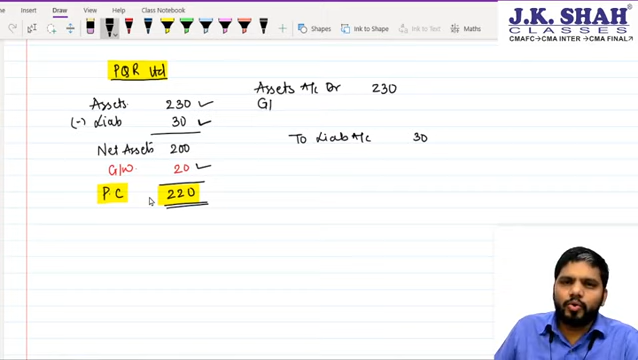 File Home Insert Draw View Help Class Notebook
Shapes Ink to Shape Ink to Text Maths
J.K. SHAH®
CLASSES
CMAFC→CMA INTER→CMA FINAL
PQR Ltd
Assets 230 ✓
(-) Liab 30 ✓
Net Assets 200
G/W. 20 ✓
P.C 220
Assets A/c Dr 230
G/
To Liab A/c 30